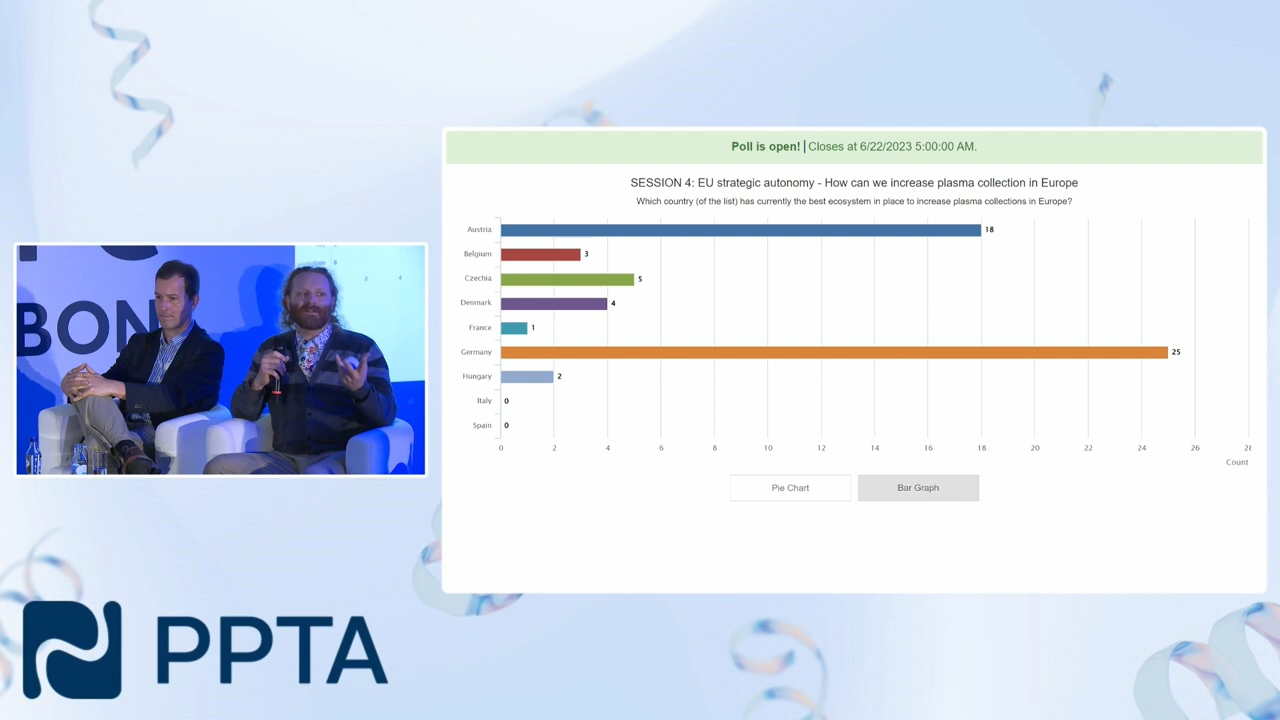 Poll is open! | Closes at 6/22/2023 5:00:00 AM.
SESSION 4: EU strategic autonomy - How can we increase plasma collection in Europe
Which country (of the list) has currently the best ecosystem in place to increase plasma collections in Europe?
Austria 18
Belgium 3
Czechia 5
Denmark 4
France 1
Germany 25
Hungary 2
Italy 0
Spain 0
0 2 4 6 8 10 12 14 16 18 20 22 24 26 28
Count
Pie Chart Bar Graph
BON
2 4
PPTA